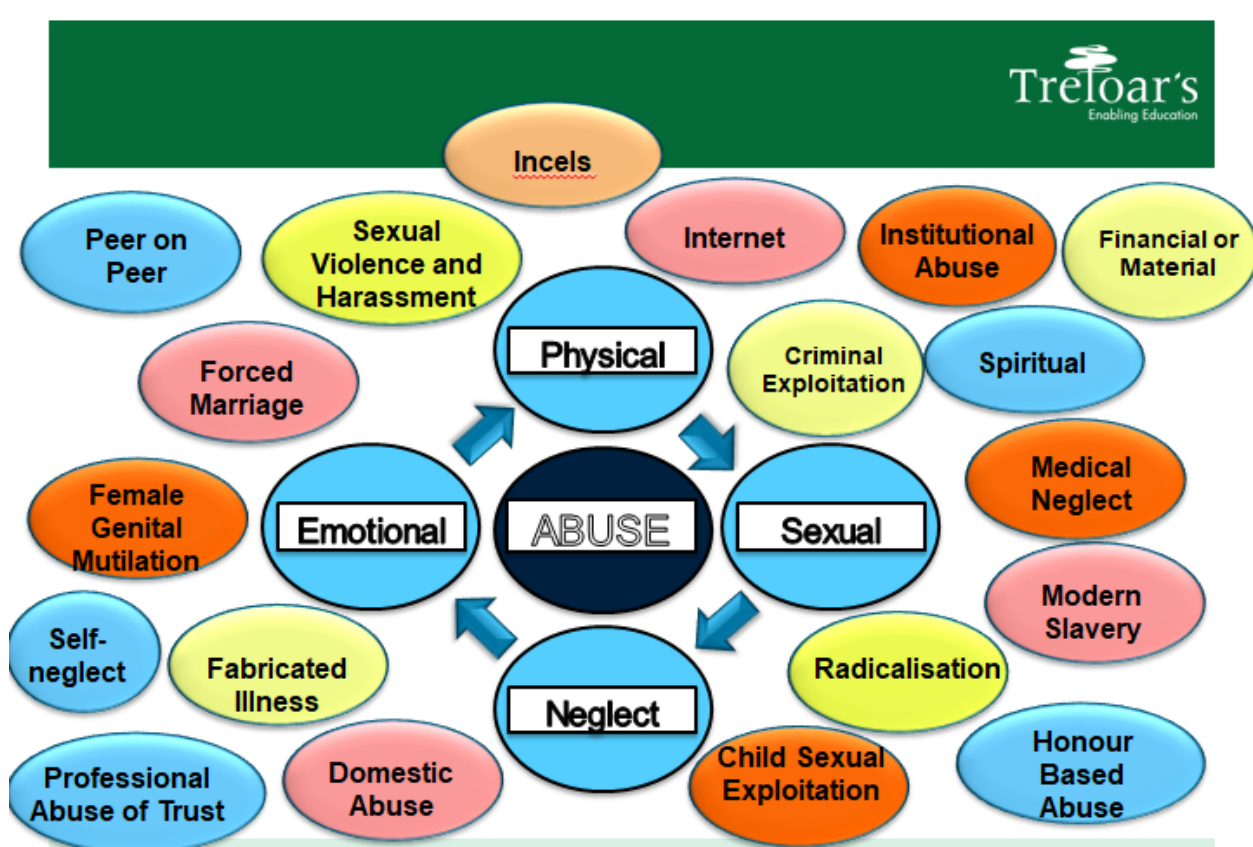 Treloar's
Enabling Education
Incels
Peer on
Peer
Sexual
Violence and
Harassment
Internet
Institutional
Abuse
Financial or
Material
Physical
Criminal
Exploitation
Spiritual
Forced
Marriage
Medical
Neglect
Female
Genital
Mutilation
Emotional
ABUSE
Sexual
Modern
Slavery
Self-
neglect
Fabricated
Illness
Neglect
Radicalisation
Professional
Abuse of Trust
Domestic
Abuse
Child Sexual
Exploitation
Honour
Based
Abuse